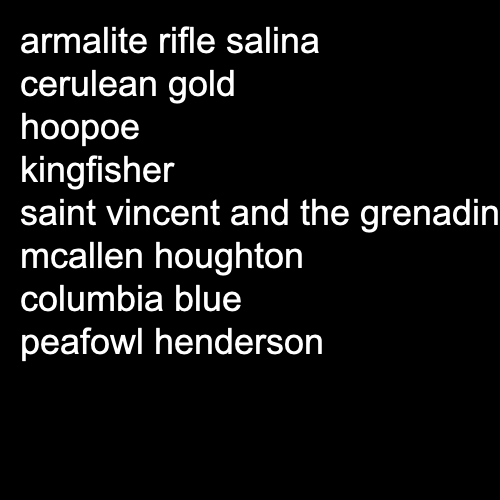 armalite rifle salina
cerulean gold
hoopoe
kingfisher
saint vincent and the grenadin
mcallen houghton
columbia blue
peafowl henderson